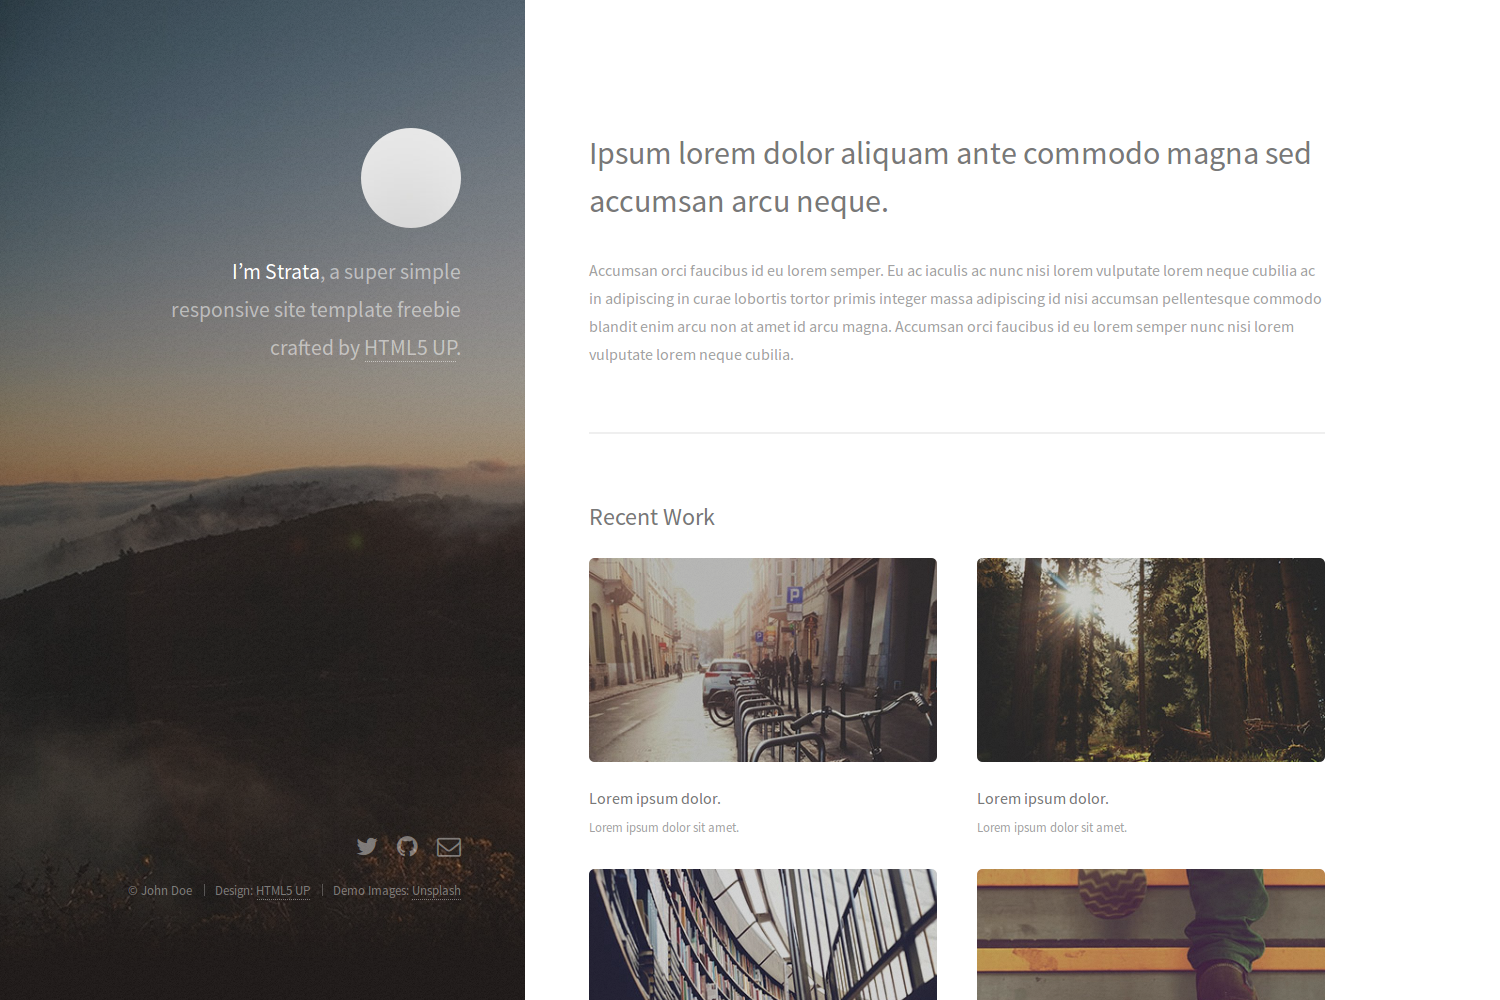 I'm Strata, a super simple
responsive site template freebie
crafted by HTML5 UP.
© John Doe
Design: HTML5 UP
Demo Images: Unsplash
Ipsum lorem dolor aliquam ante commodo magna sed
accumsan arcu neque.
Accumsan orci faucibus id eu lorem semper. Eu ac iaculis ac nunc nisi lorem vulputate lorem neque cubilia ac
in adipiscing in curae lobortis tortor primis integer massa adipiscing id nisi accumsan pellentesque commodo
blandit enim arcu non at amet id arcu magna. Accumsan orci faucibus id eu lorem semper nunc nisi lorem
vulputate lorem neque cubilia.
Recent Work
P
P
Lorem ipsum dolor.
Lorem ipsum dolor sit amet.
Lorem ipsum dolor.
Lorem ipsum dolor sit amet.